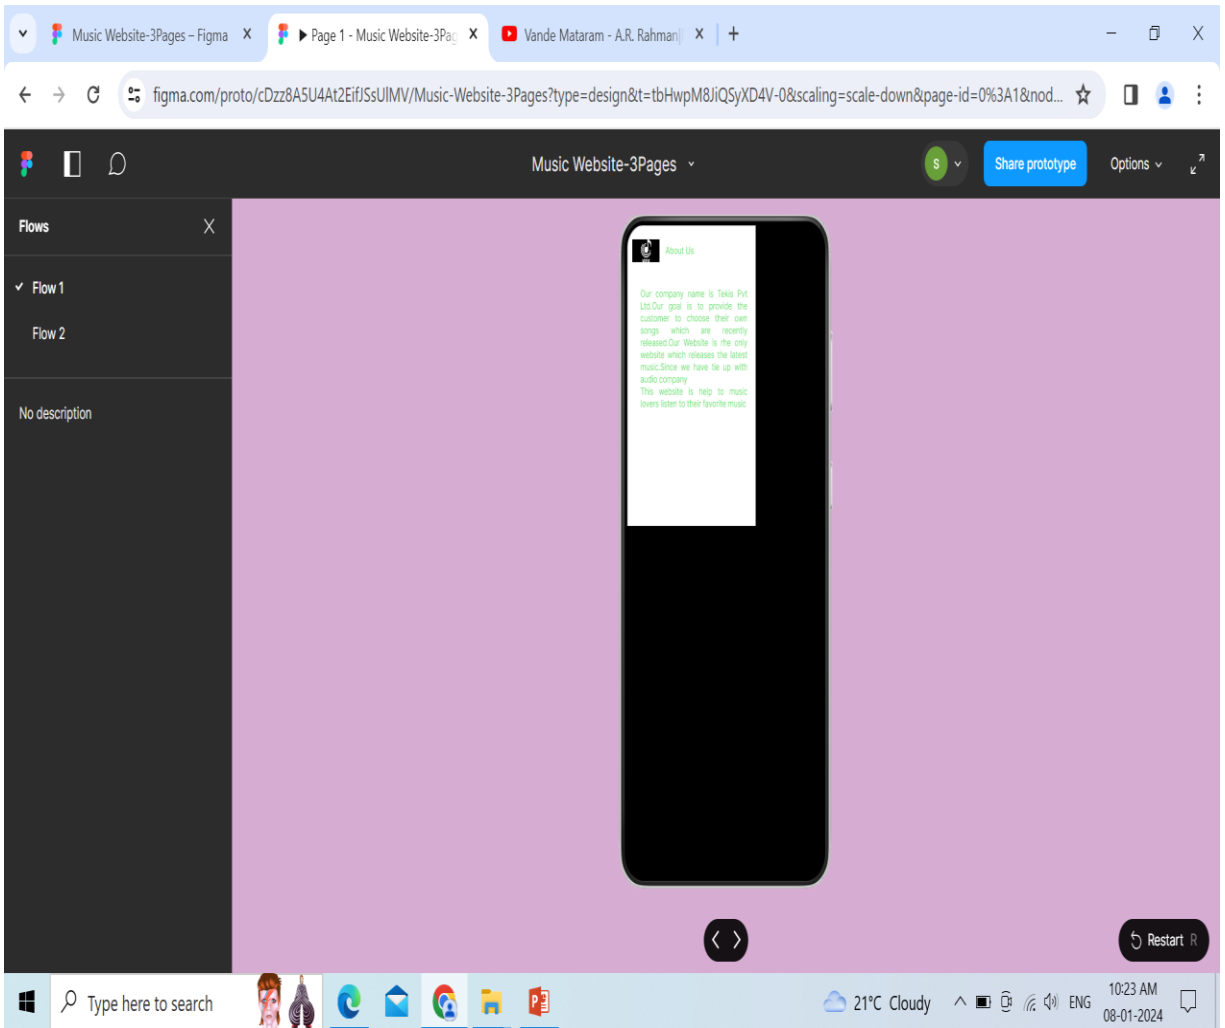 Music Website-3Pages – Figma
Page 1 - Music Website-3Pag
Vande Mataram - A.R. Rahman|
figma.com/proto/cDzz8A5U4At2EifJSsUlMV/Music-Website-3Pages?type=design&t=tbHwpM8JiQSyXD4V-0&scaling=scale-down&page-id=0%3A1&nod...
Music Website-3Pages
S
Share prototype
Options
Flows
Flow 1
Flow 2
No description
About Us
Our company name is Tekis Pvt
Ltd.Our goal is to provide the
customer to choose their own
songs which are recently
released.Our Website is rhe only
website which releases the latest
music.Since we have tie up with
audio company
This website is help to music
lovers listen to their favorite music
Restart R
Type here to search
21°C Cloudy
ENG
10:23 AM
08-01-2024